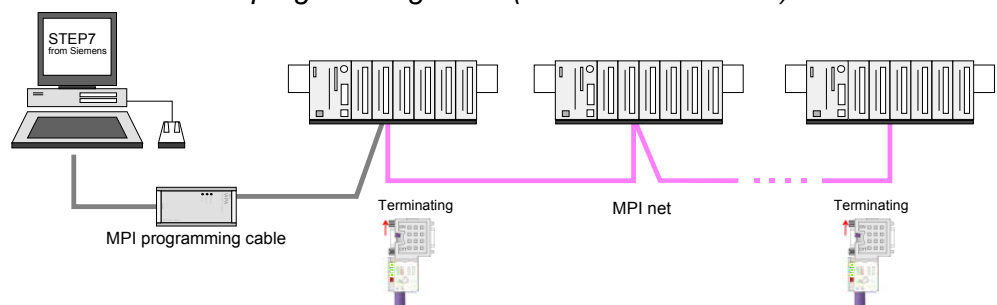 STEP7
from Siemens
Terminating
MPI net
Terminating
MPI programming cable